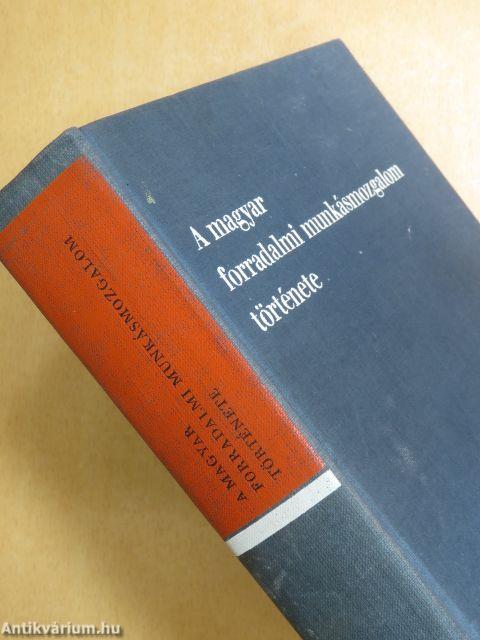 A magyar
forradalmi munkásmozgalom
története
A MAGYAR
FORRADALMI MUNKÁSMOZGALOM
TÖRTÉNETE
Antikvárium.hu